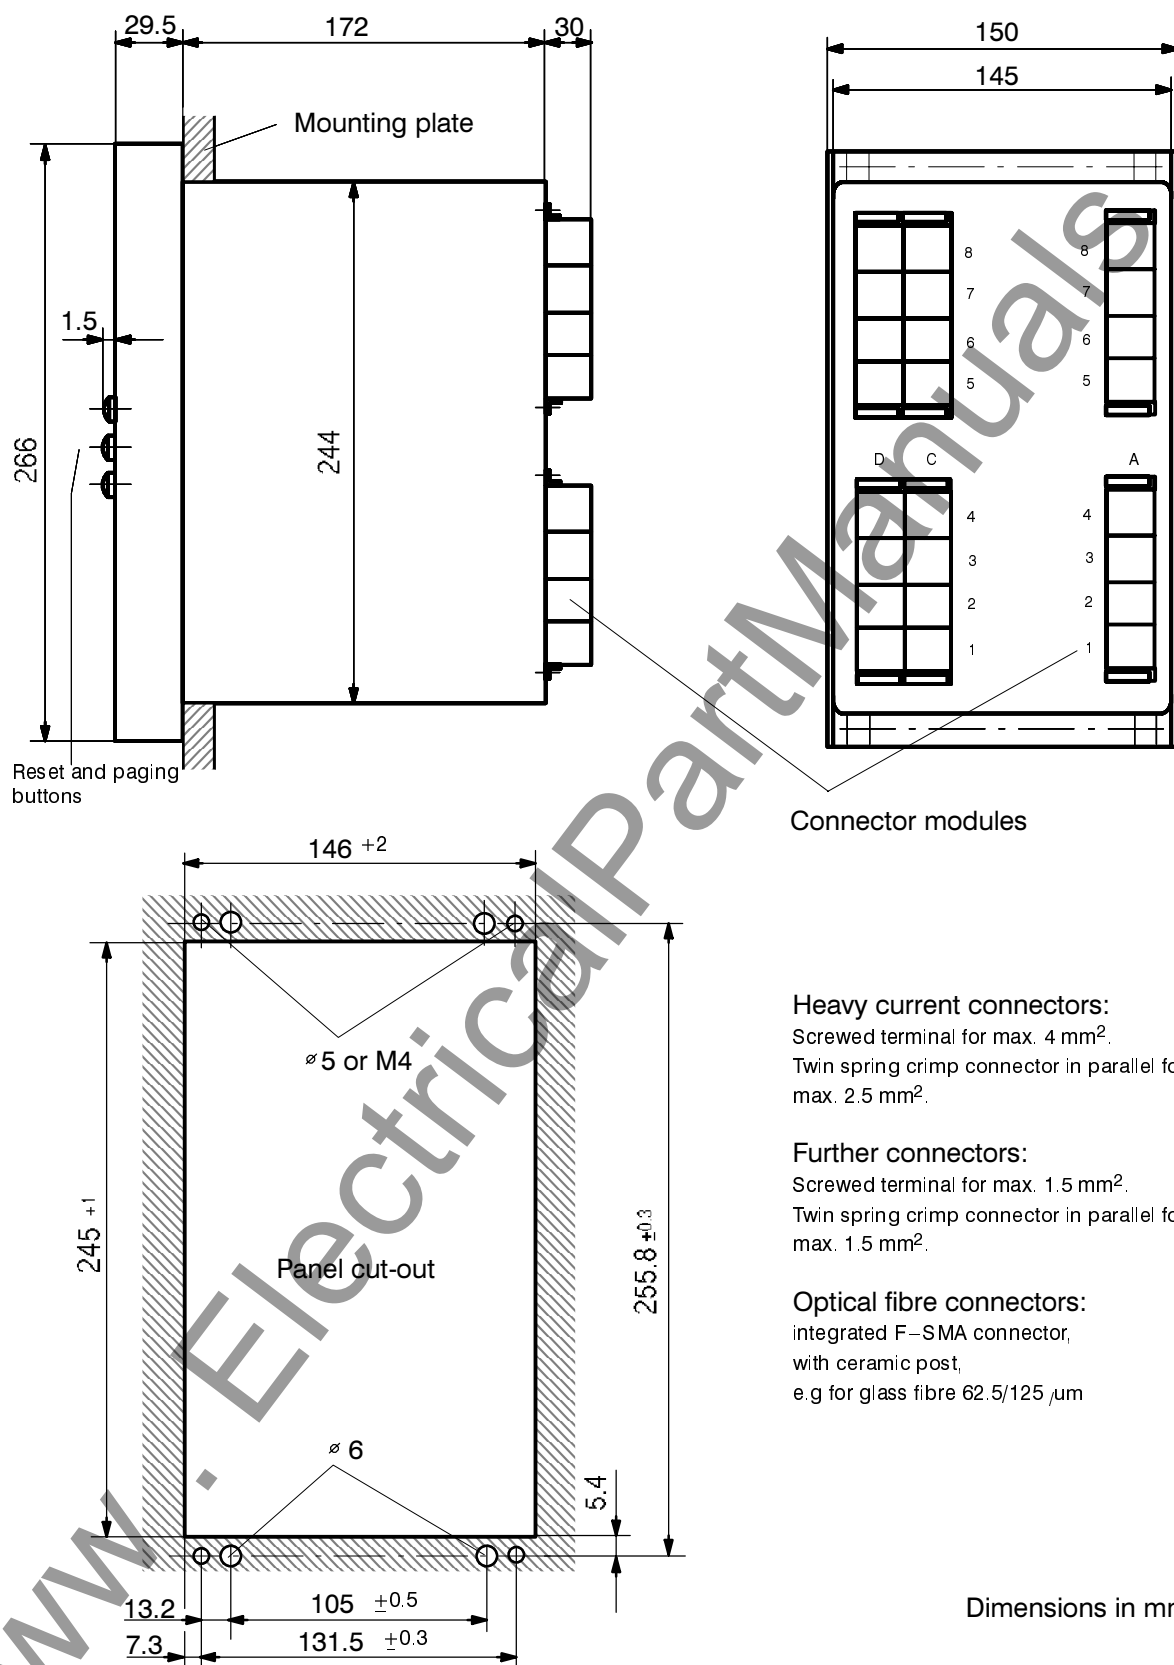 29.5
172
30
150
145
Mounting plate
1.5
266
244
8
7
6
5
8
7
6
5
D C
A
4
3
2
1
4
3
2
1
Reset and paging
buttons
Connector modules
146 +2
⌀ 5 or M4
245 +1
255.8 ±0.3
Panel cut-out
⌀ 6
5.4
13.2
105 ±0.5
7.3
131.5 ±0.3
Heavy current connectors:
Screwed terminal for max. 4 mm².
Twin spring crimp connector in parallel fo
max. 2.5 mm².
Further connectors:
Screwed terminal for max. 1.5 mm².
Twin spring crimp connector in parallel fo
max. 1.5 mm².
Optical fibre connectors:
integrated F–SMA connector,
with ceramic post,
e.g for glass fibre 62.5/125 /um
Dimensions in mm
ww . ElectricalPartManuals